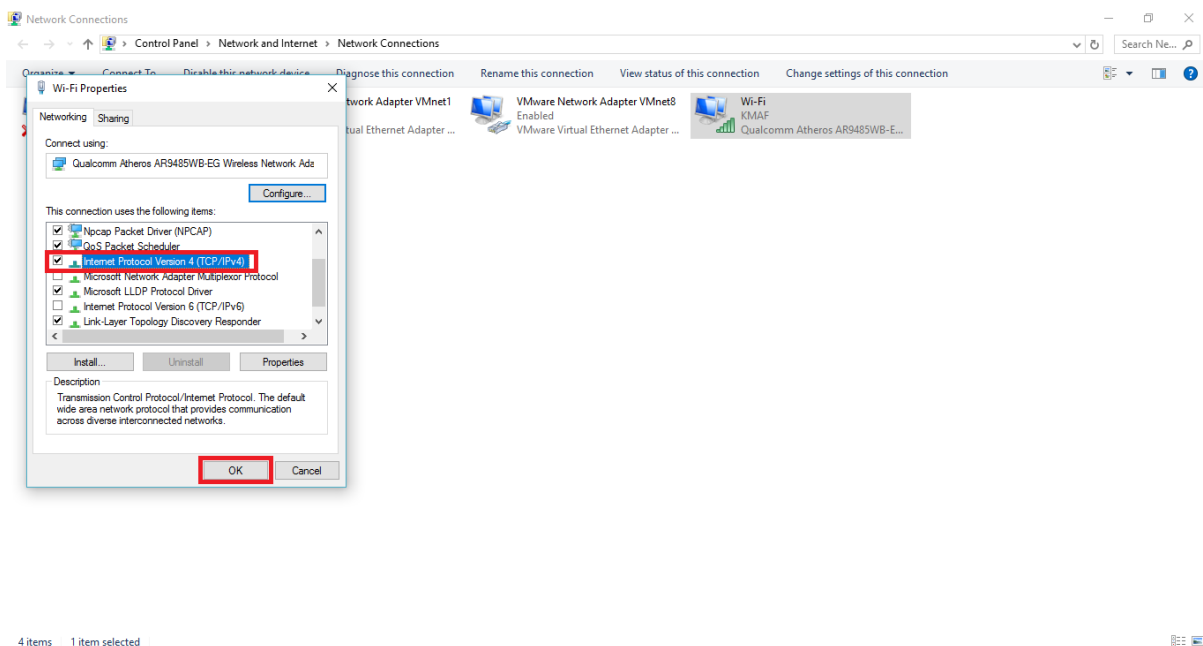 Network Connections
Control Panel > Network and Internet > Network Connections
Search Ne...
Organize
Connect To
Disable this network device
Diagnose this connection
Rename this connection
View status of this connection
Change settings of this connection
twork Adapter VMnet1
tual Ethernet Adapter ...
VMware Network Adapter VMnet8
Enabled
VMware Virtual Ethernet Adapter ...
Wi-Fi
KMAF
Qualcomm Atheros AR9485WB-E...
Wi-Fi Properties
Networking
Sharing
Connect using:
Qualcomm Atheros AR9485WB-EG Wireless Network Ada
Configure...
This connection uses the following items:
Npcap Packet Driver (NPCAP)
QoS Packet Scheduler
Internet Protocol Version 4 (TCP/IPv4)
Microsoft Network Adapter Multiplexor Protocol
Microsoft LLDP Protocol Driver
Internet Protocol Version 6 (TCP/IPv6)
Link-Layer Topology Discovery Responder
Install...
Uninstall
Properties
Description
Transmission Control Protocol/Internet Protocol. The default
wide area network protocol that provides communication
across diverse interconnected networks.
OK
Cancel
4 items
1 item selected